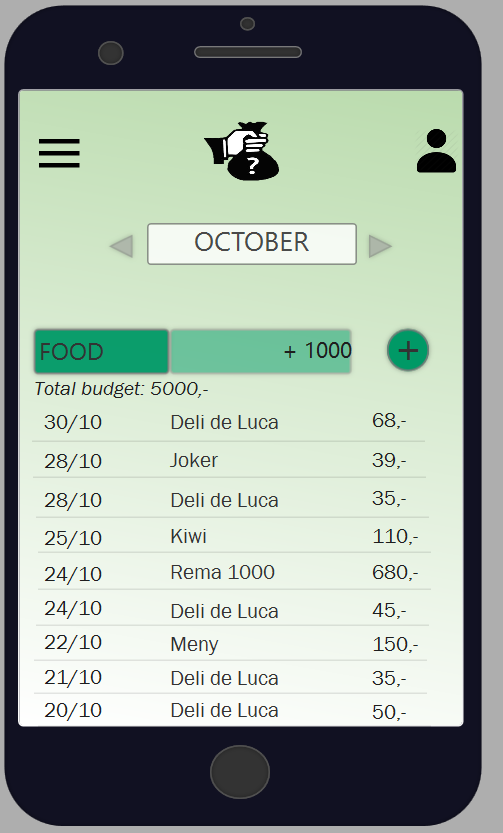 ?
OCTOBER
FOOD + 1000 +
Total budget: 5000,-
30/10 Deli de Luca 68,-
28/10 Joker 39,-
28/10 Deli de Luca 35,-
25/10 Kiwi 110,-
24/10 Rema 1000 680,-
24/10 Deli de Luca 45,-
22/10 Meny 150,-
21/10 Deli de Luca 35,-
20/10 Deli de Luca 50,-